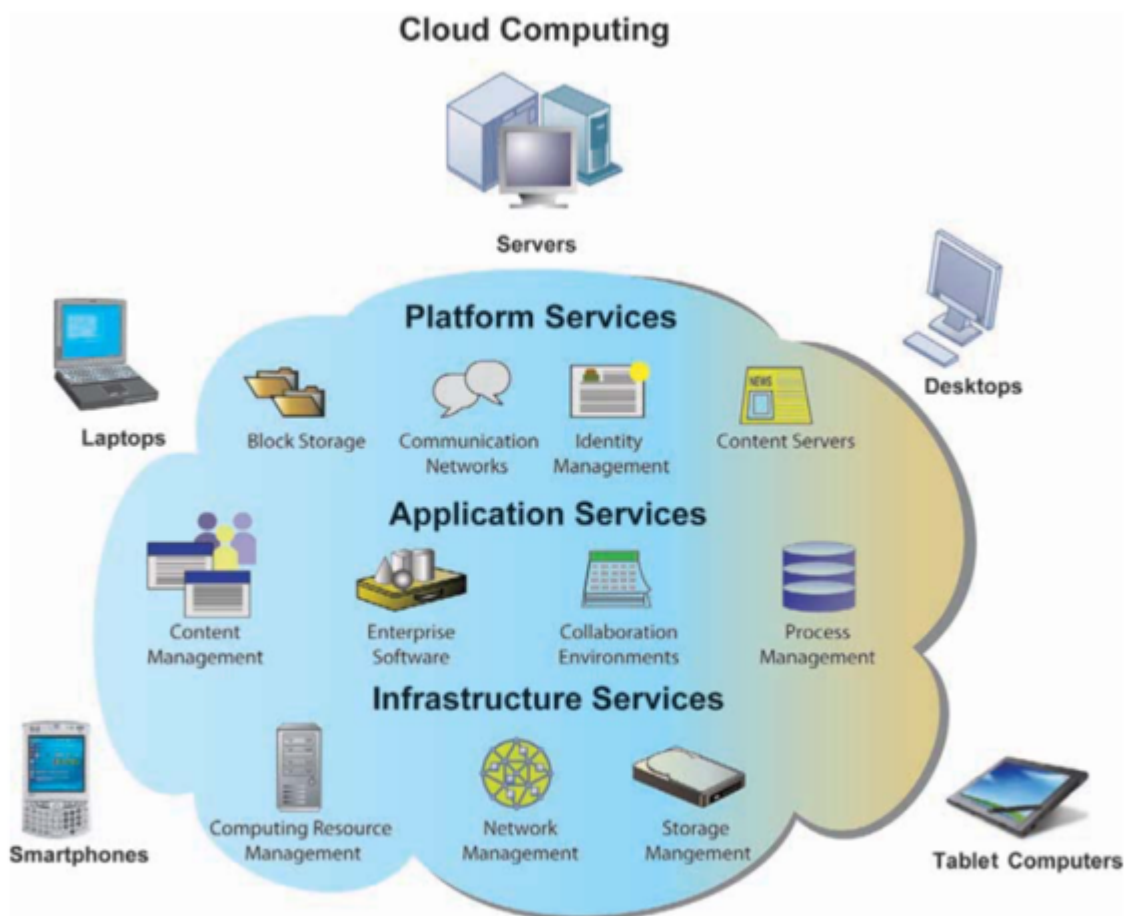 Cloud Computing
Servers
Platform Services
Laptops
Desktops
Block Storage
Communication
Networks
Identity
Management
NEWS
Content Servers
Application Services
Content
Management
Enterprise
Software
Collaboration
Environments
Process
Management
Infrastructure Services
Smartphones
Computing Resource
Management
Network
Management
Storage
Mangement
Tablet Computers